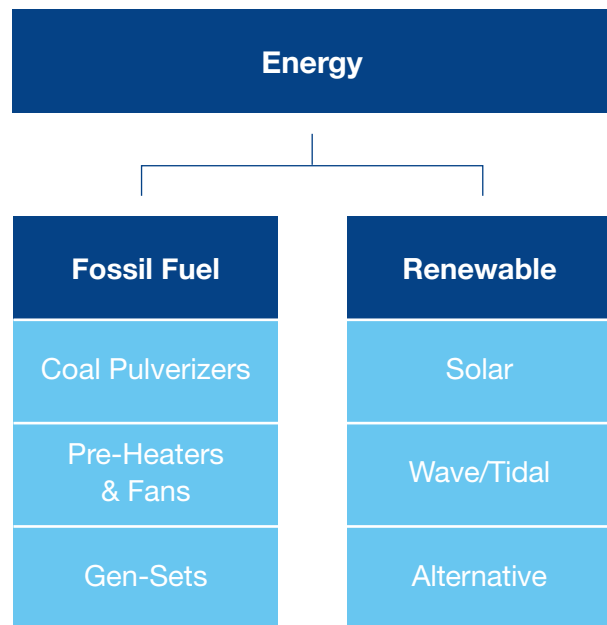 Energy
Fossil Fuel
Coal Pulverizers
Pre-Heaters
& Fans
Gen-Sets
Renewable
Solar
Wave/Tidal
Alternative